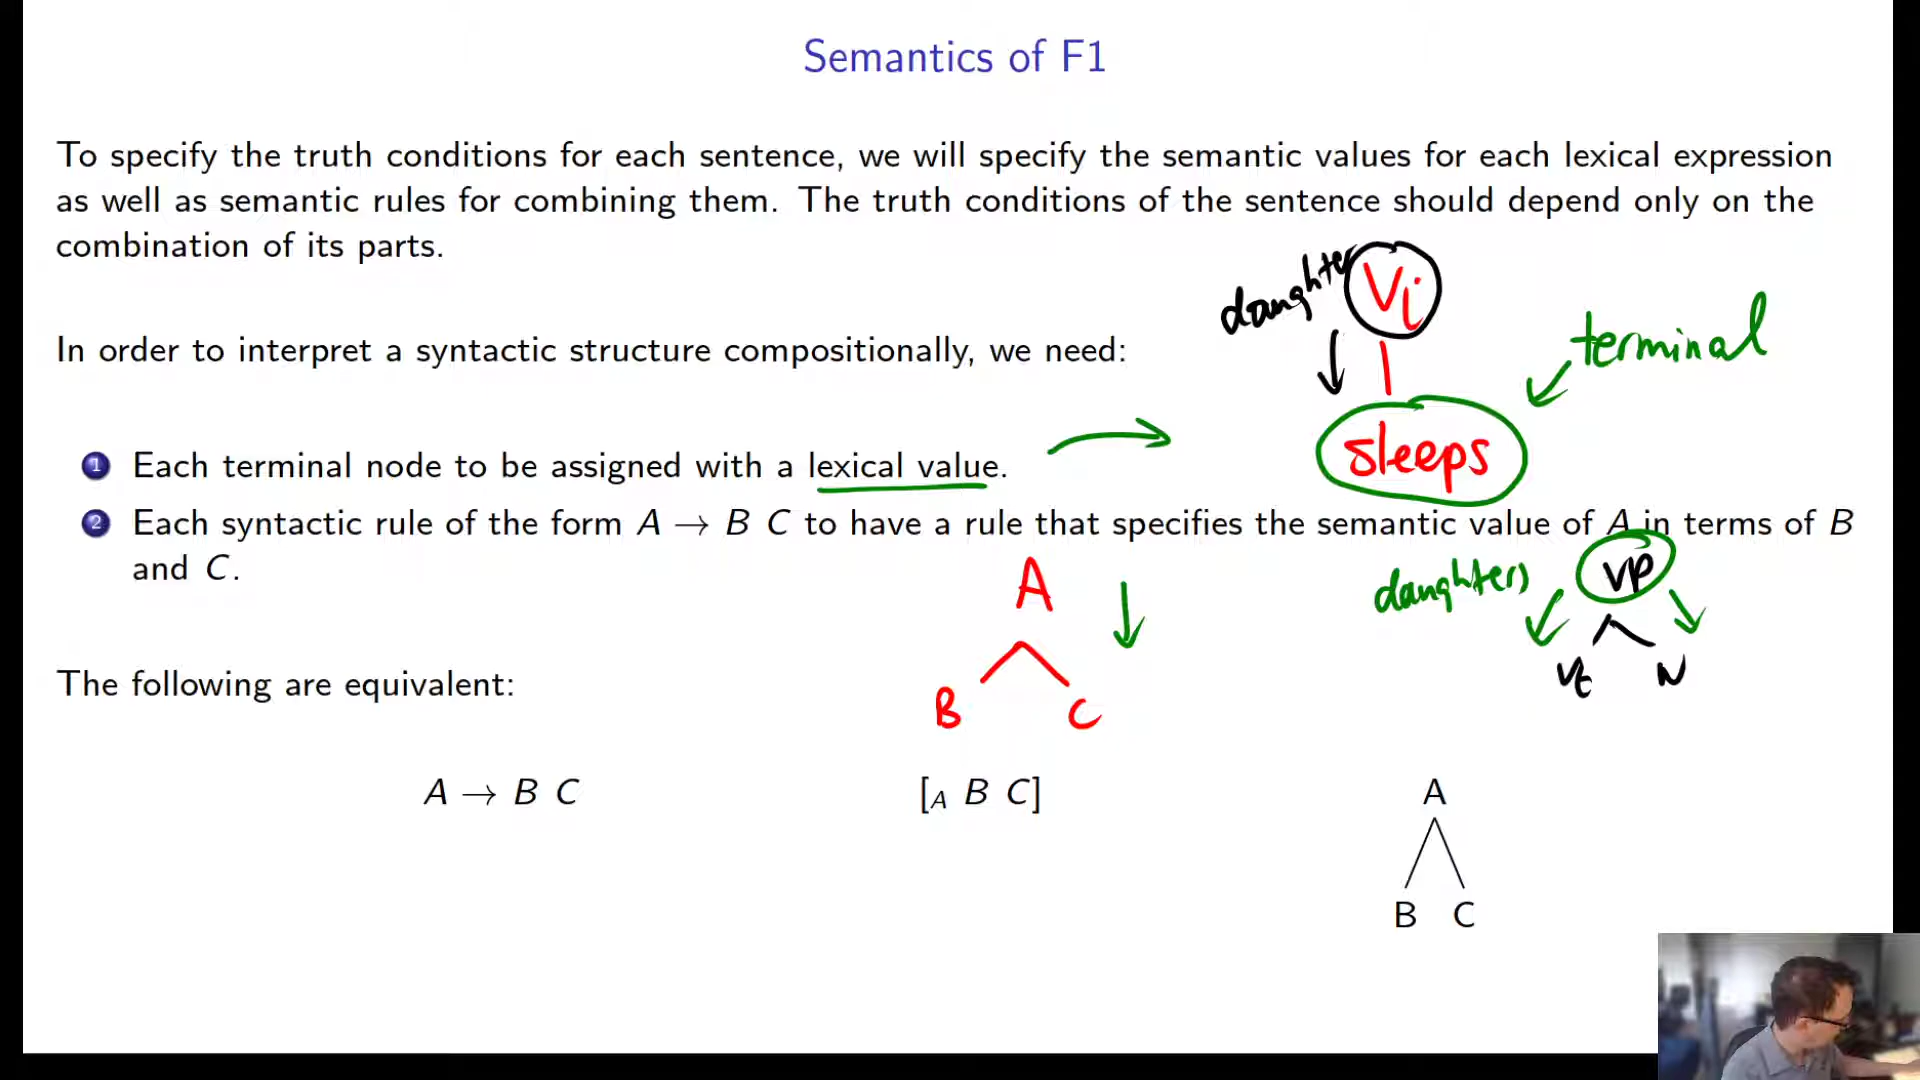 Semantics of F1
To specify the truth conditions for each sentence, we will specify the semantic values for each lexical expression
as well as semantic rules for combining them. The truth conditions of the sentence should depend only on the
combination of its parts.
daughter
Vi
terminal
In order to interpret a syntactic structure compositionally, we need:
sleeps
1 Each terminal node to be assigned with a lexical value.
2 Each syntactic rule of the form A → B C to have a rule that specifies the semantic value of A in terms of B
and C.
A
B C
daughters
VP
Vt N
The following are equivalent:
A → B C
[A B C]
A
B C